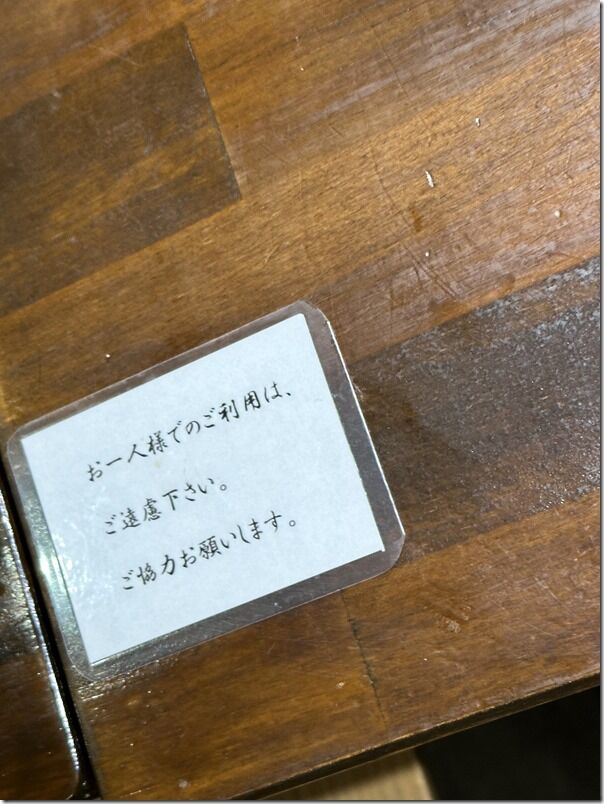 お一人様でのご利用は、
ご遠慮下さい。
ご協力お願いします。